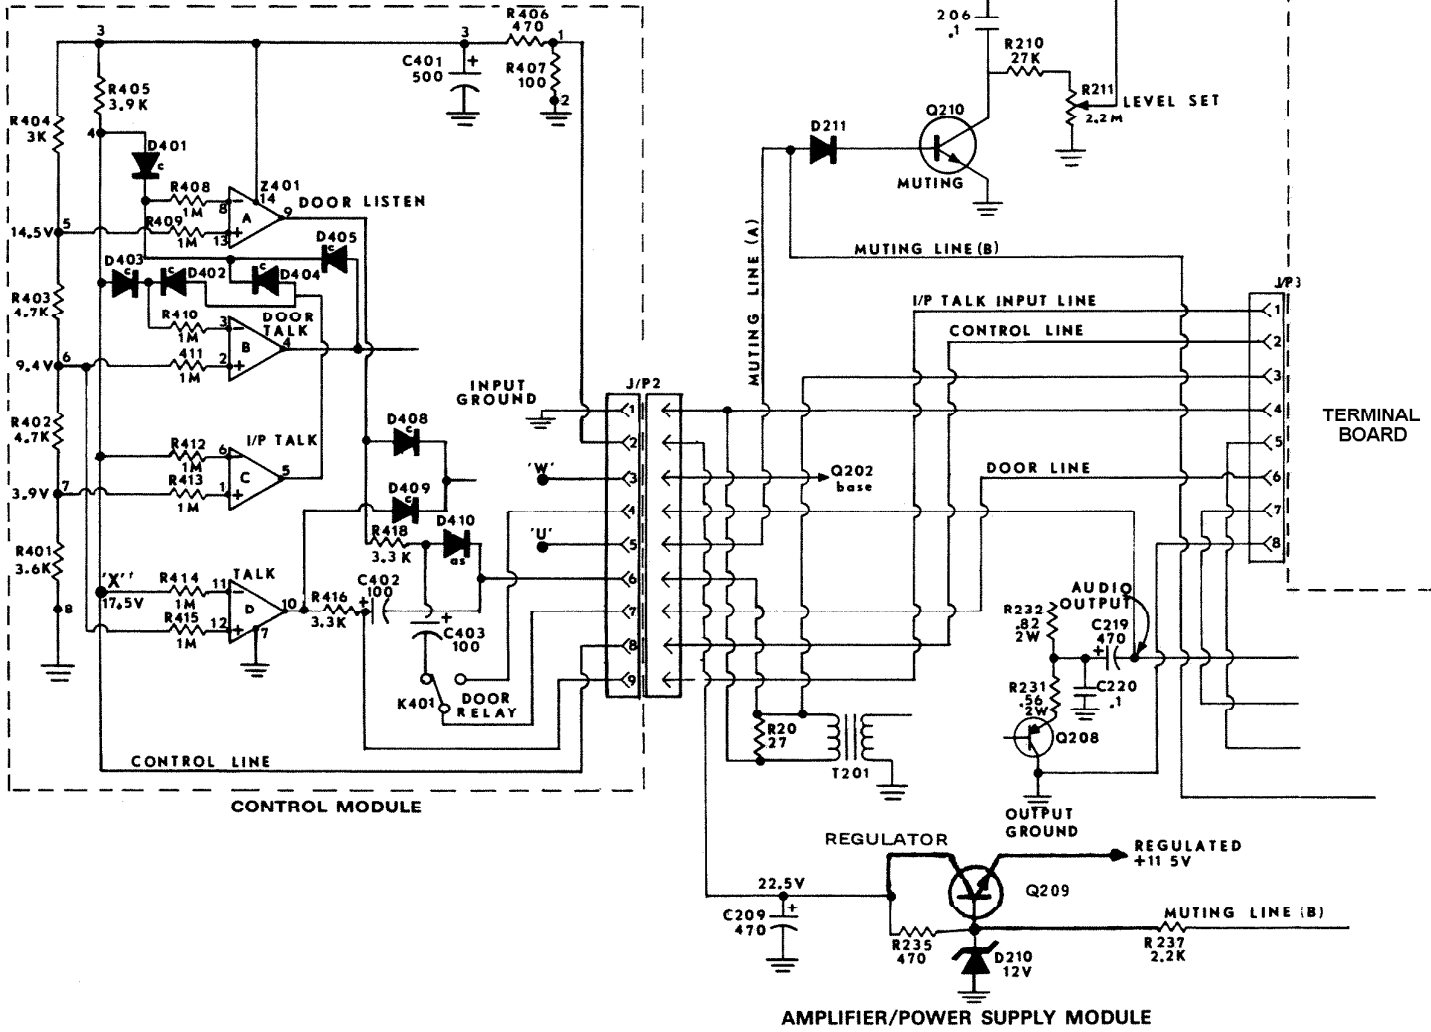 R406
470
3
3
1
C401
500
+
R407
100
2
R405
3.9K
R404
3K
4
D401
c
R408
1M
8
−
Z401
14
A
9
DOOR LISTEN
R409
1M
13
+
14.5V
5
D405
c
D403
c
D402
c
D404
c
R403
4.7K
R410
1M
3
−
DOOR
TALK
B
4
411
1M
2
+
9.4V
6
R402
4.7K
R412
1M
6
−
I/P TALK
C
5
R413
1M
1
+
3.9V
7
R401
3.6K
8
'X'
17.5V
R414
1M
11
−
TALK
D
10
R415
1M
12
+
7
R416
3.3K
C402
100
+
R418
3.3K
D408
c
D409
c
D410
as
C403
100
+
K401
DOOR
RELAY
CONTROL LINE
CONTROL MODULE
INPUT
GROUND
'W'
'U'
J/P2
1
2
3
4
5
6
7
8
9
Q202
base
206
.1
R210
27K
R211
2.2M
LEVEL SET
Q210
D211
MUTING
MUTING LINE (A)
MUTING LINE (B)
I/P TALK INPUT LINE
CONTROL LINE
DOOR LINE
J/P3
1
2
3
4
5
6
7
8
TERMINAL
BOARD
AUDIO
OUTPUT
R232
.82
2W
C219
470
+
R231
.56
2W
C220
.1
Q208
OUTPUT
GROUND
R20
27
T201
REGULATOR
REGULATED
+11 5V
Q209
22.5V
C209
470
+
R235
470
D210
12V
MUTING LINE (B)
R237
2.2K
AMPLIFIER/POWER SUPPLY MODULE